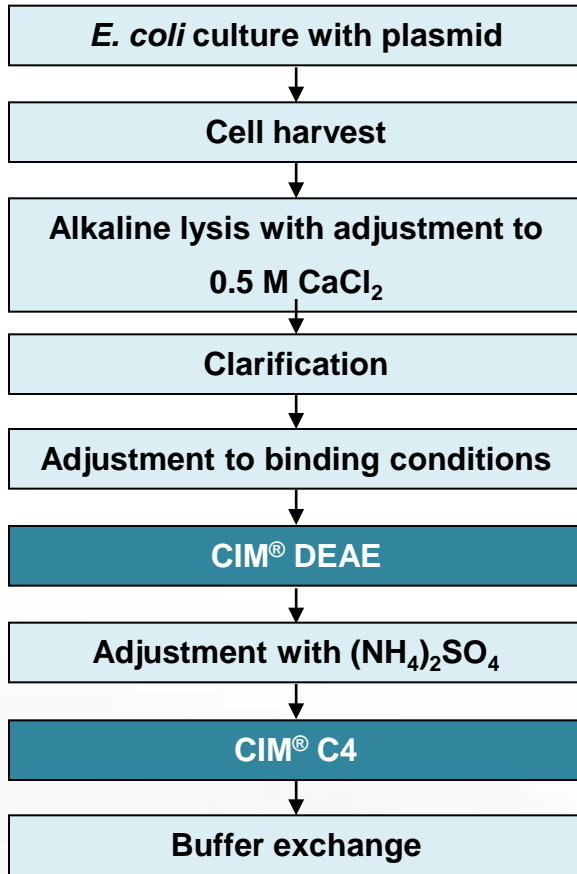 E. coli culture with plasmid
Cell harvest
Alkaline lysis with adjustment to
0.5 M CaCl₂
Clarification
Adjustment to binding conditions
CIM® DEAE
Adjustment with (NH₄)₂SO₄
CIM® C4
Buffer exchange